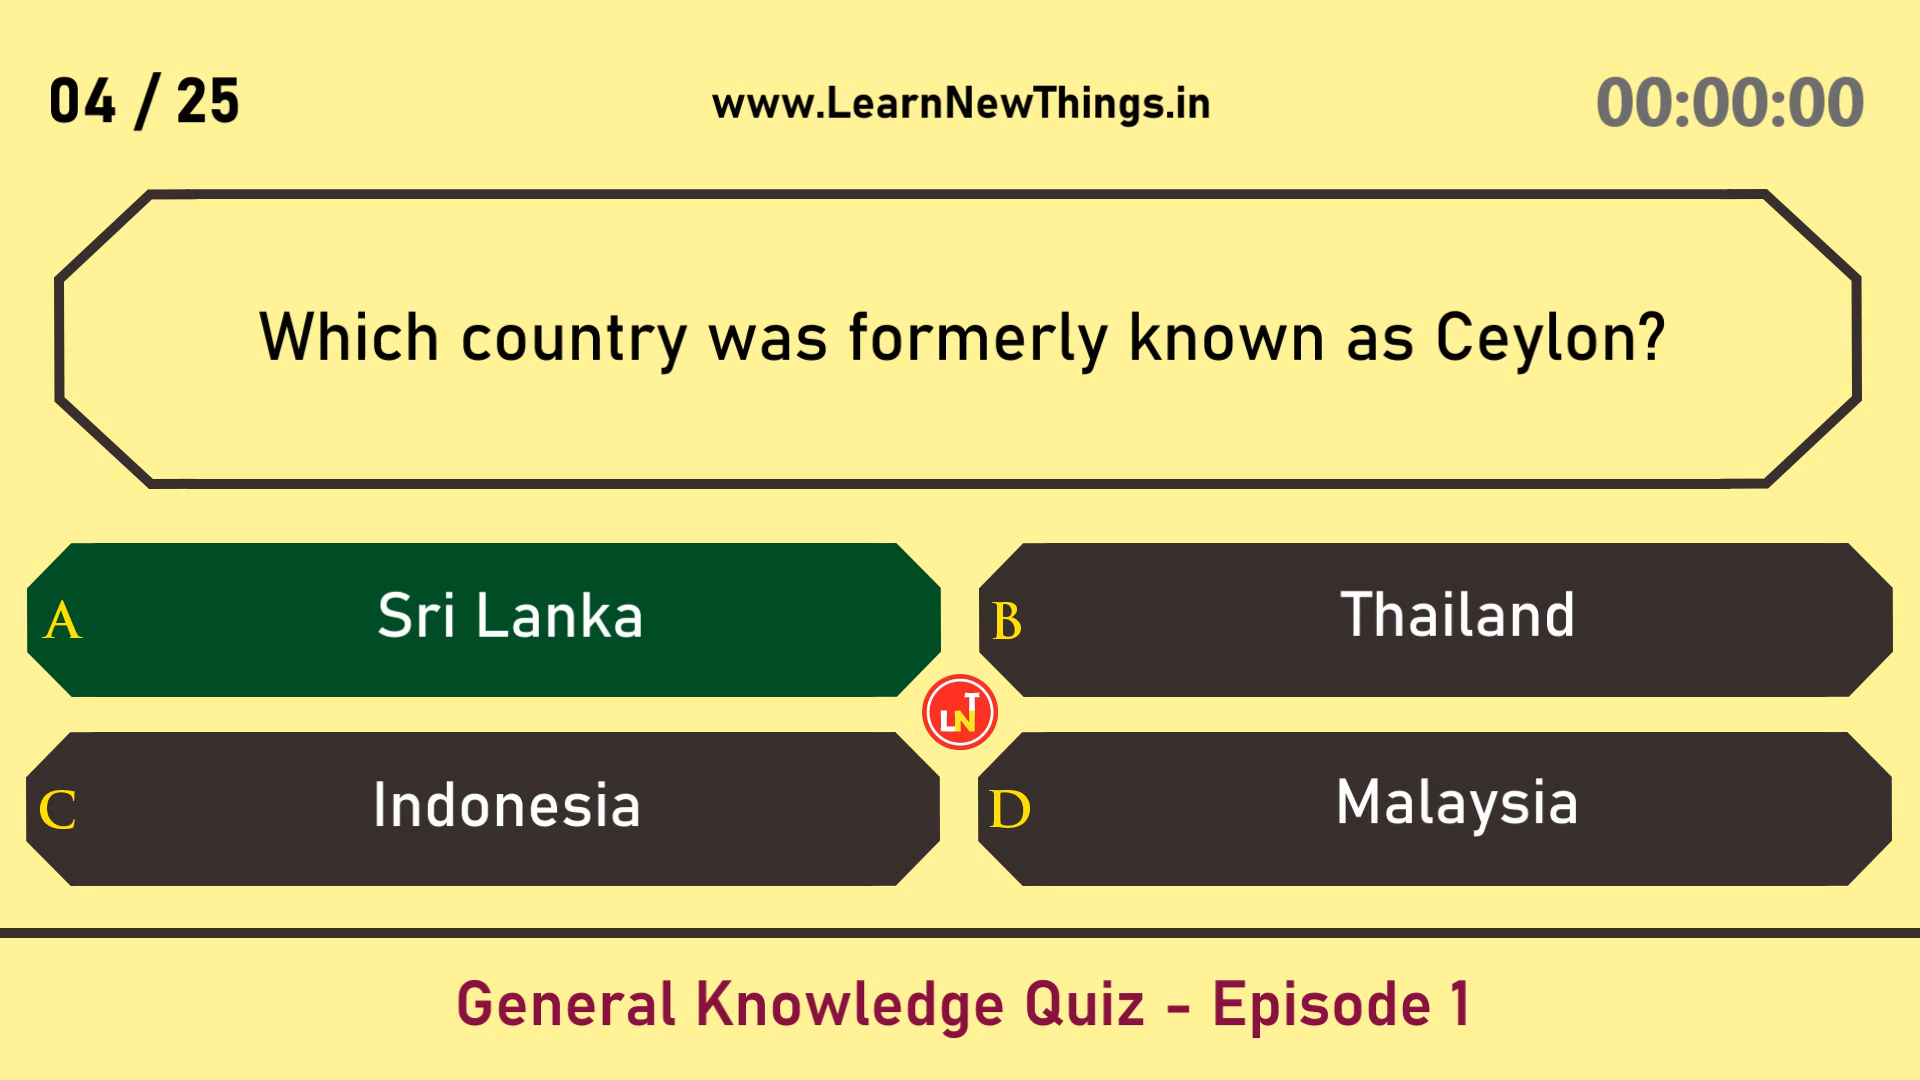 04 / 25
www.LearnNewThings.in
00:00:00
Which country was formerly known as Ceylon?
A
Sri Lanka
B
Thailand
LNT
C
Indonesia
D
Malaysia
General Knowledge Quiz - Episode 1